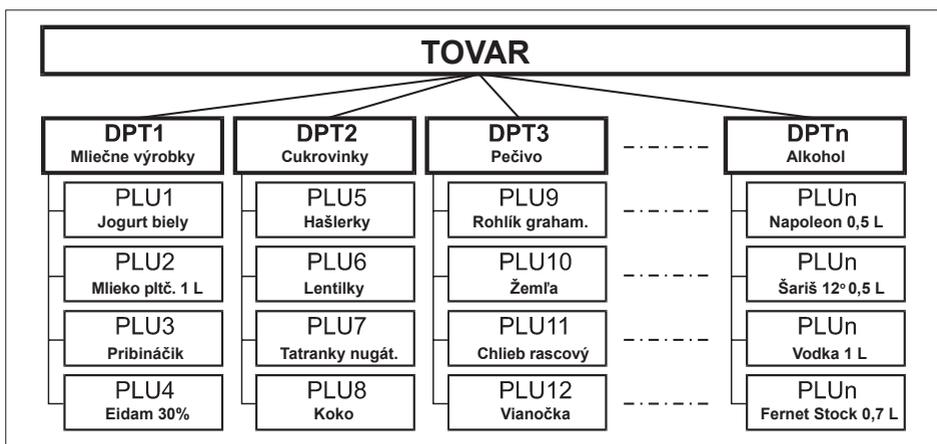 TOVAR
DPT1
Mliečne výrobky
PLU1
Jogurt biely
PLU2
Mlieko pltč. 1 L
PLU3
Pribináčik
PLU4
Eidam 30%
DPT2
Cukrovinky
PLU5
Hašlerky
PLU6
Lentilky
PLU7
Tatranky nugát.
PLU8
Koko
DPT3
Pečivo
PLU9
Rohlík graham.
PLU10
Žemľa
PLU11
Chlieb rascový
PLU12
Vianočka
DPTn
Alkohol
PLUn
Napoleon 0,5 L
PLUn
Šariš 12° 0,5 L
PLUn
Vodka 1 L
PLUn
Fernet Stock 0,7 L